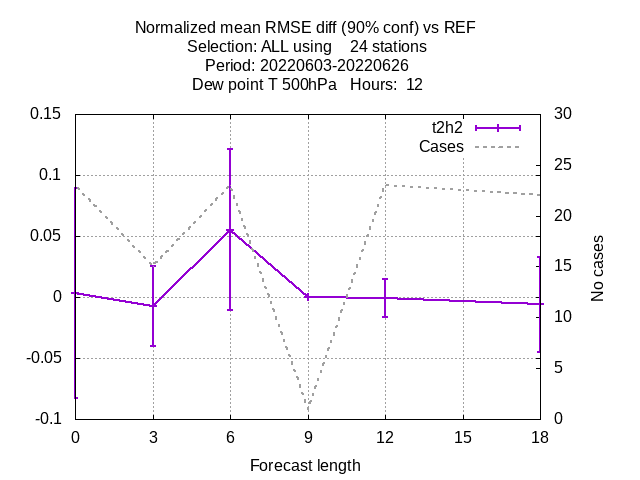 Normalized mean RMSE diff (90% conf) vs REF
Selection: ALL using    24 stations
Period: 20220603-20220626
Dew point T 500hPa   Hours:  12
t2h2
Cases
0.15
0.1
0.05
0
-0.05
-0.1
30
25
20
15
10
5
0
No cases
0 3 6 9 12 15 18
Forecast length